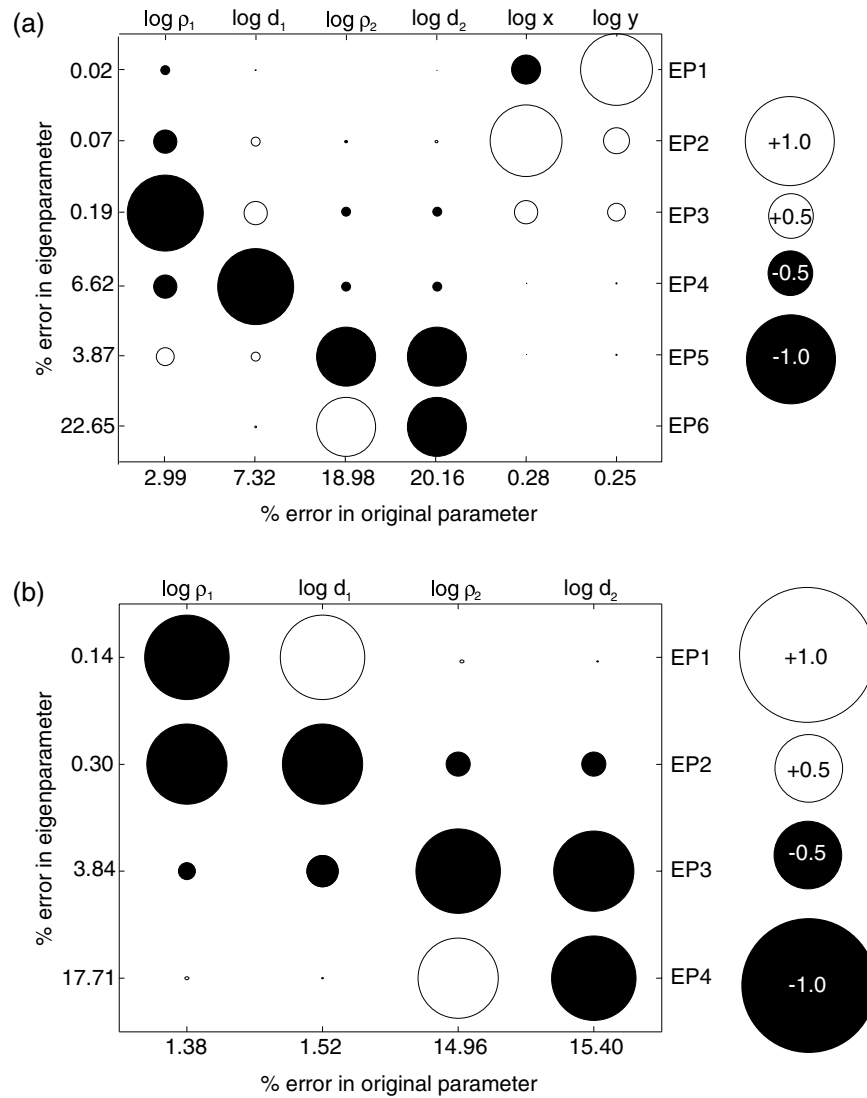 (a)
log ρ₁ log d₁ log ρ₂ log d₂ log x log y
% error in eigenparameter
0.02 EP1
0.07 EP2
0.19 EP3
6.62 EP4
3.87 EP5
22.65 EP6
+1.0
+0.5
-0.5
-1.0
2.99 7.32 18.98 20.16 0.28 0.25
% error in original parameter
(b)
log ρ₁ log d₁ log ρ₂ log d₂
% error in eigenparameter
0.14 EP1
0.30 EP2
3.84 EP3
17.71 EP4
+1.0
+0.5
-0.5
-1.0
1.38 1.52 14.96 15.40
% error in original parameter